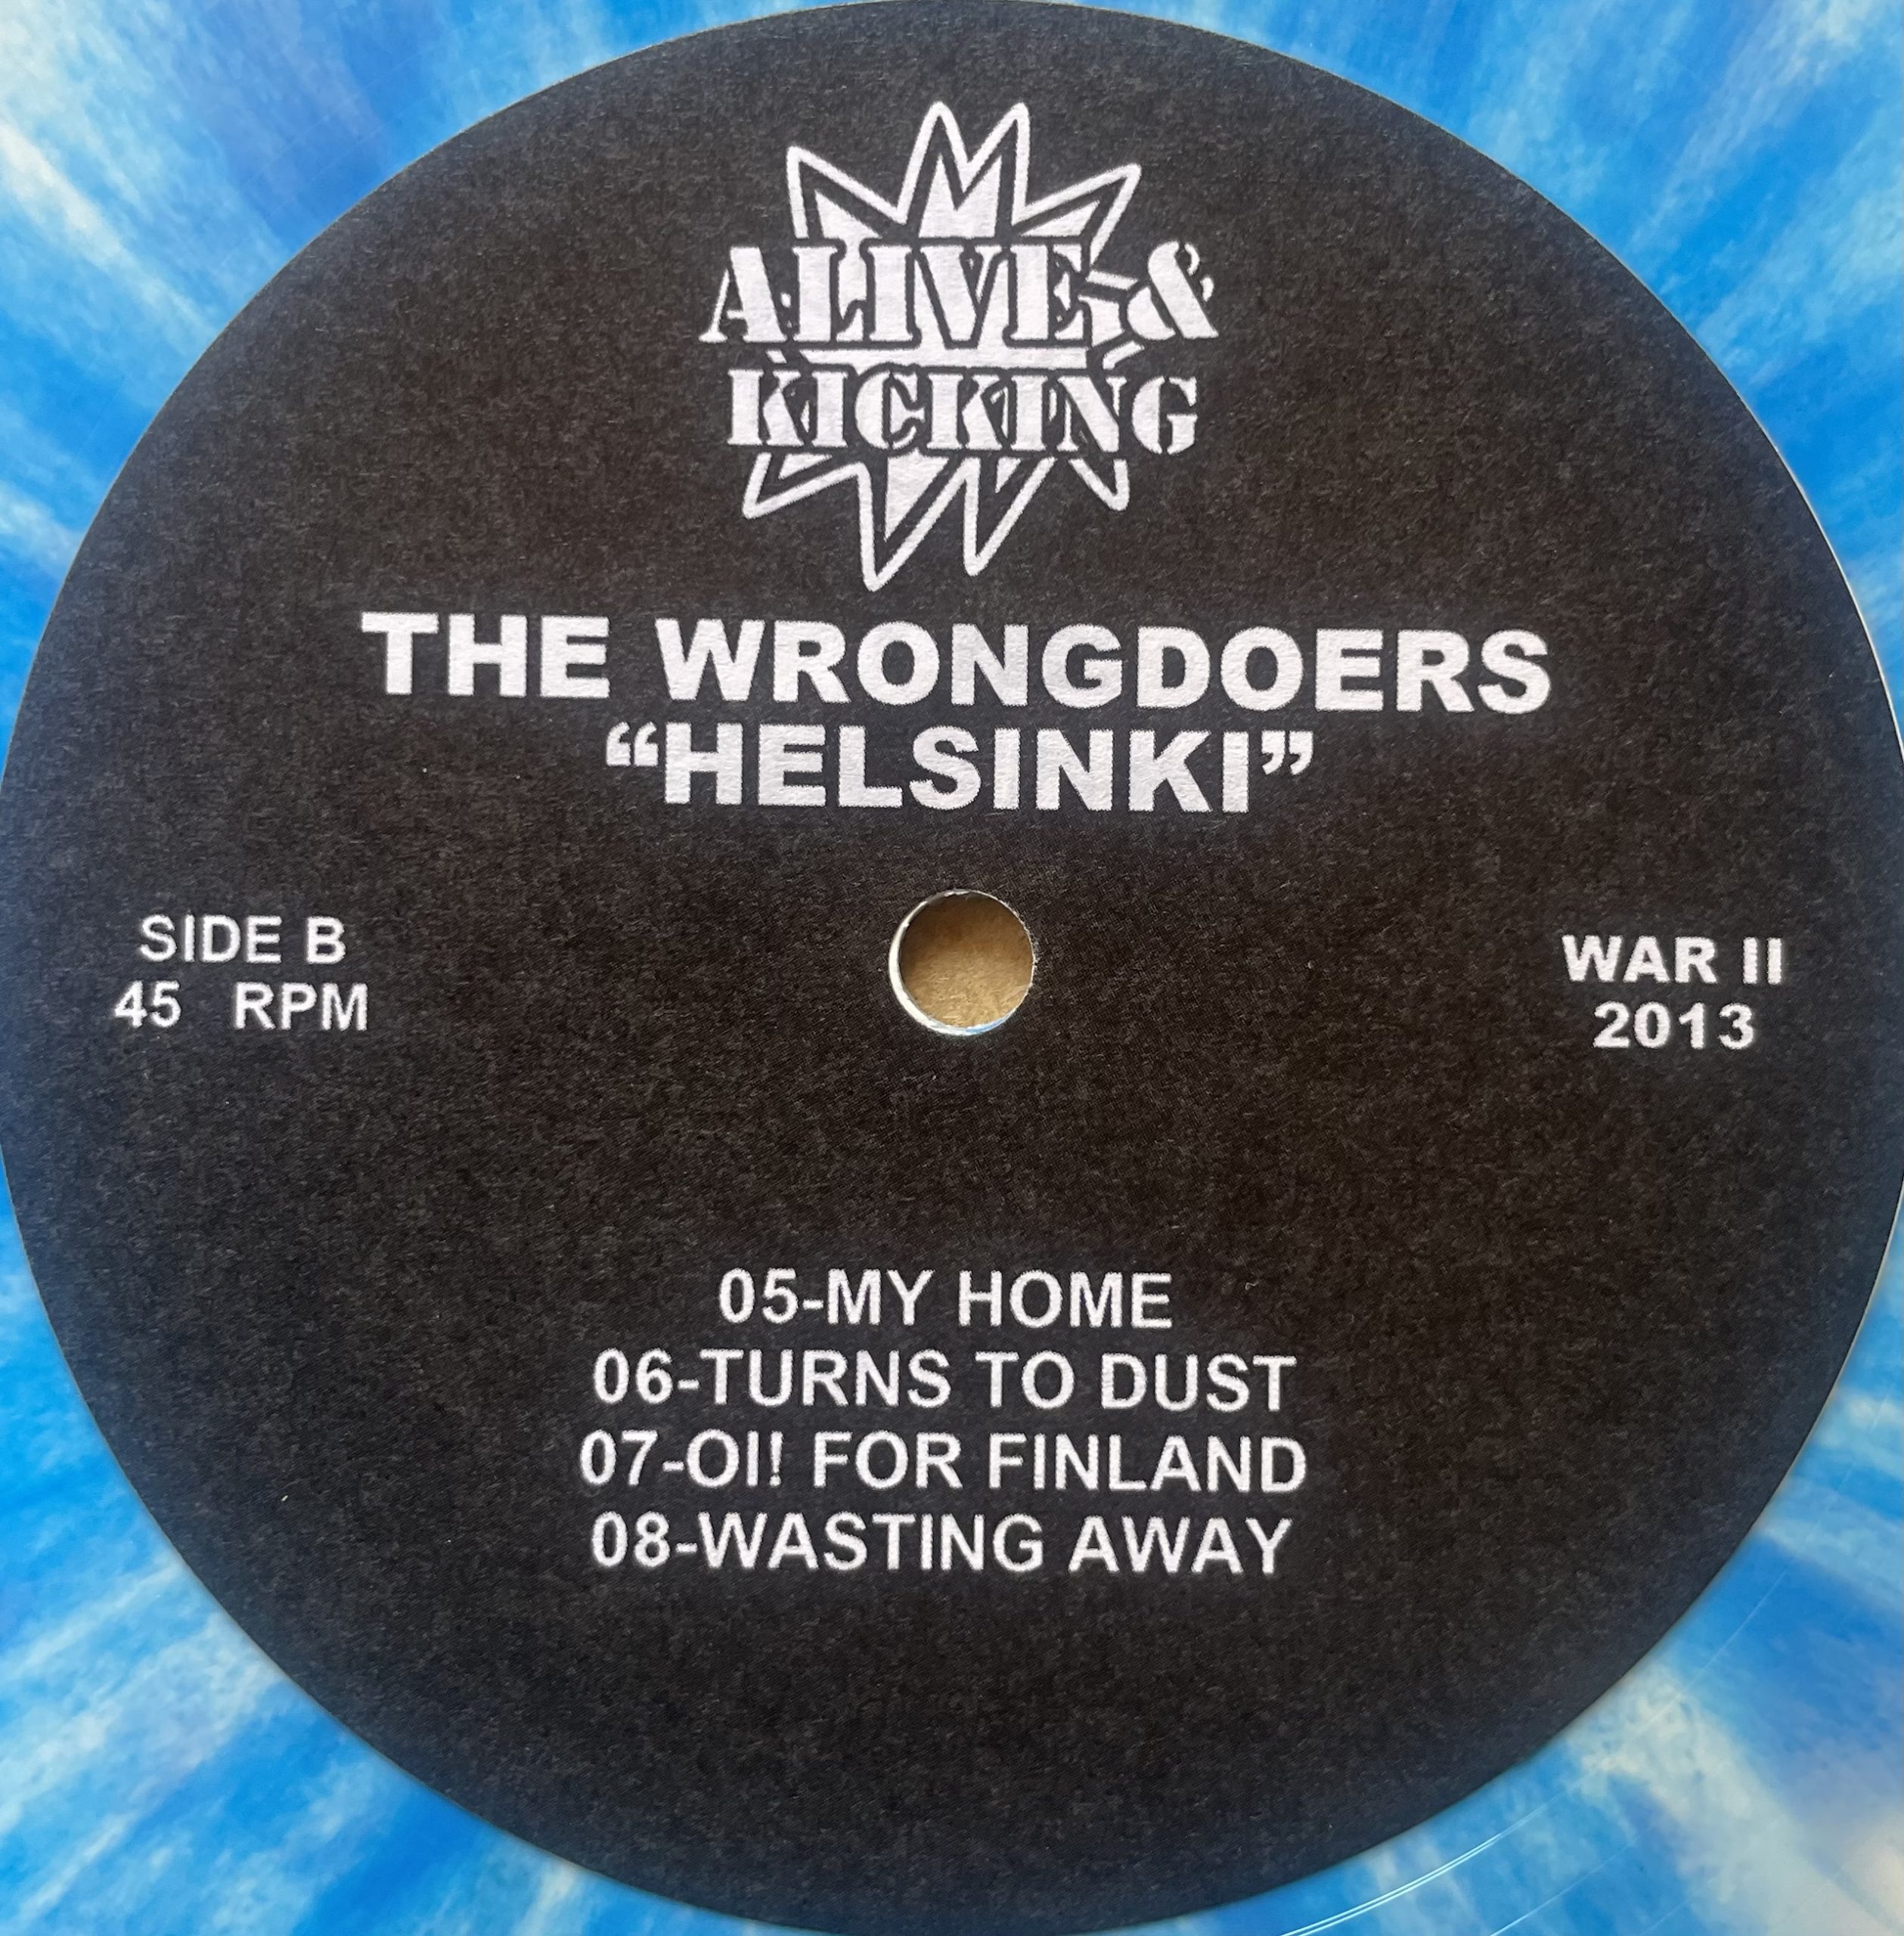 ALIVE &
KICKING
THE WRONGDOERS
“HELSINKI”
SIDE B
45 RPM
WAR II
2013
05-MY HOME
06-TURNS TO DUST
07-OI! FOR FINLAND
08-WASTING AWAY